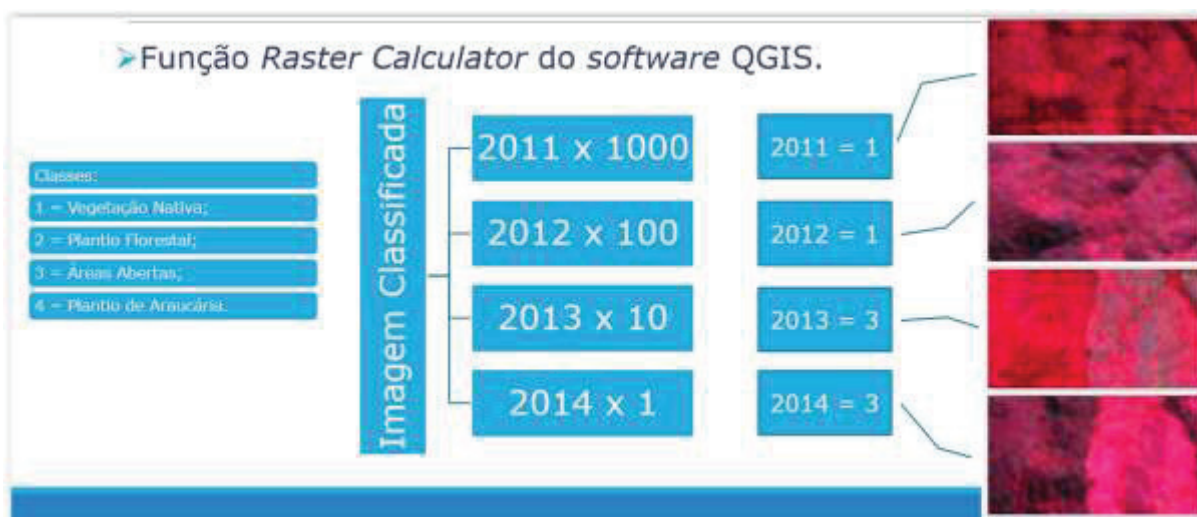 ➢Função Raster Calculator do software QGIS.
Classes:
1 = Vegetação Nativa;
2 = Plantio Florestal;
3 = Áreas Abertas;
4 = Plantio de Araucária.
Imagem Classificada
2011 x 1000
2012 x 100
2013 x 10
2014 x 1
2011 = 1
2012 = 1
2013 = 3
2014 = 3